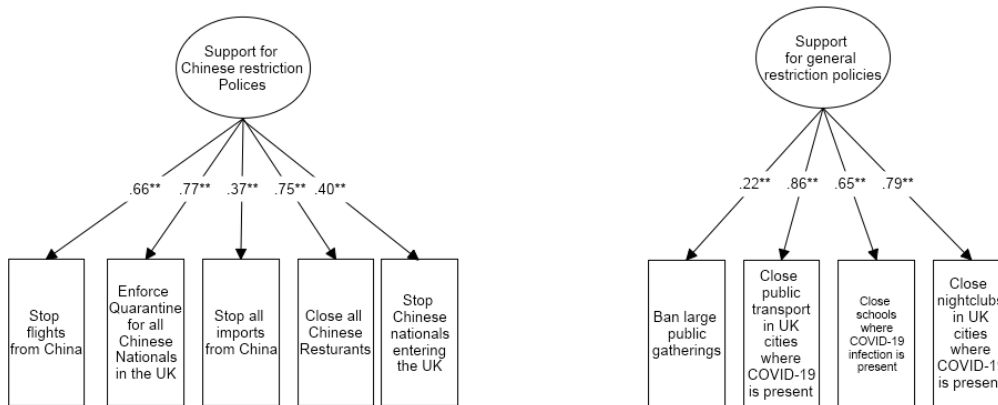 Support for
Chinese restriction
Polices
Support
for general
restriction policies
.66** .77** .37** .75** .40**
.22** .86** .65** .79**
Stop
flights
from China
Enforce
Quarantine
for all
Chinese
Nationals
in the UK
Stop all
imports
from China
Close all
Chinese
Resturants
Stop
Chinese
nationals
entering
the UK
Ban large
public
gatherings
Close
public
transport
in UK
cities
where
COVID-19
is present
Close
schools
where
COVID-19
infection is
present
Close
nightclubs
in UK
cities
where
COVID-19
is present